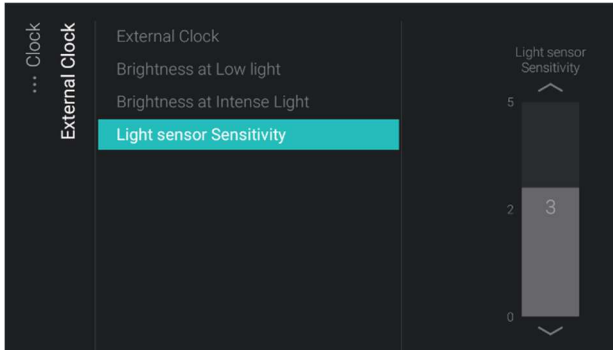 ... Clock
External Clock
External Clock
Brightness at Low light
Brightness at Intense Light
Light sensor Sensitivity
Light sensor
Sensitivity
5
2
3
0